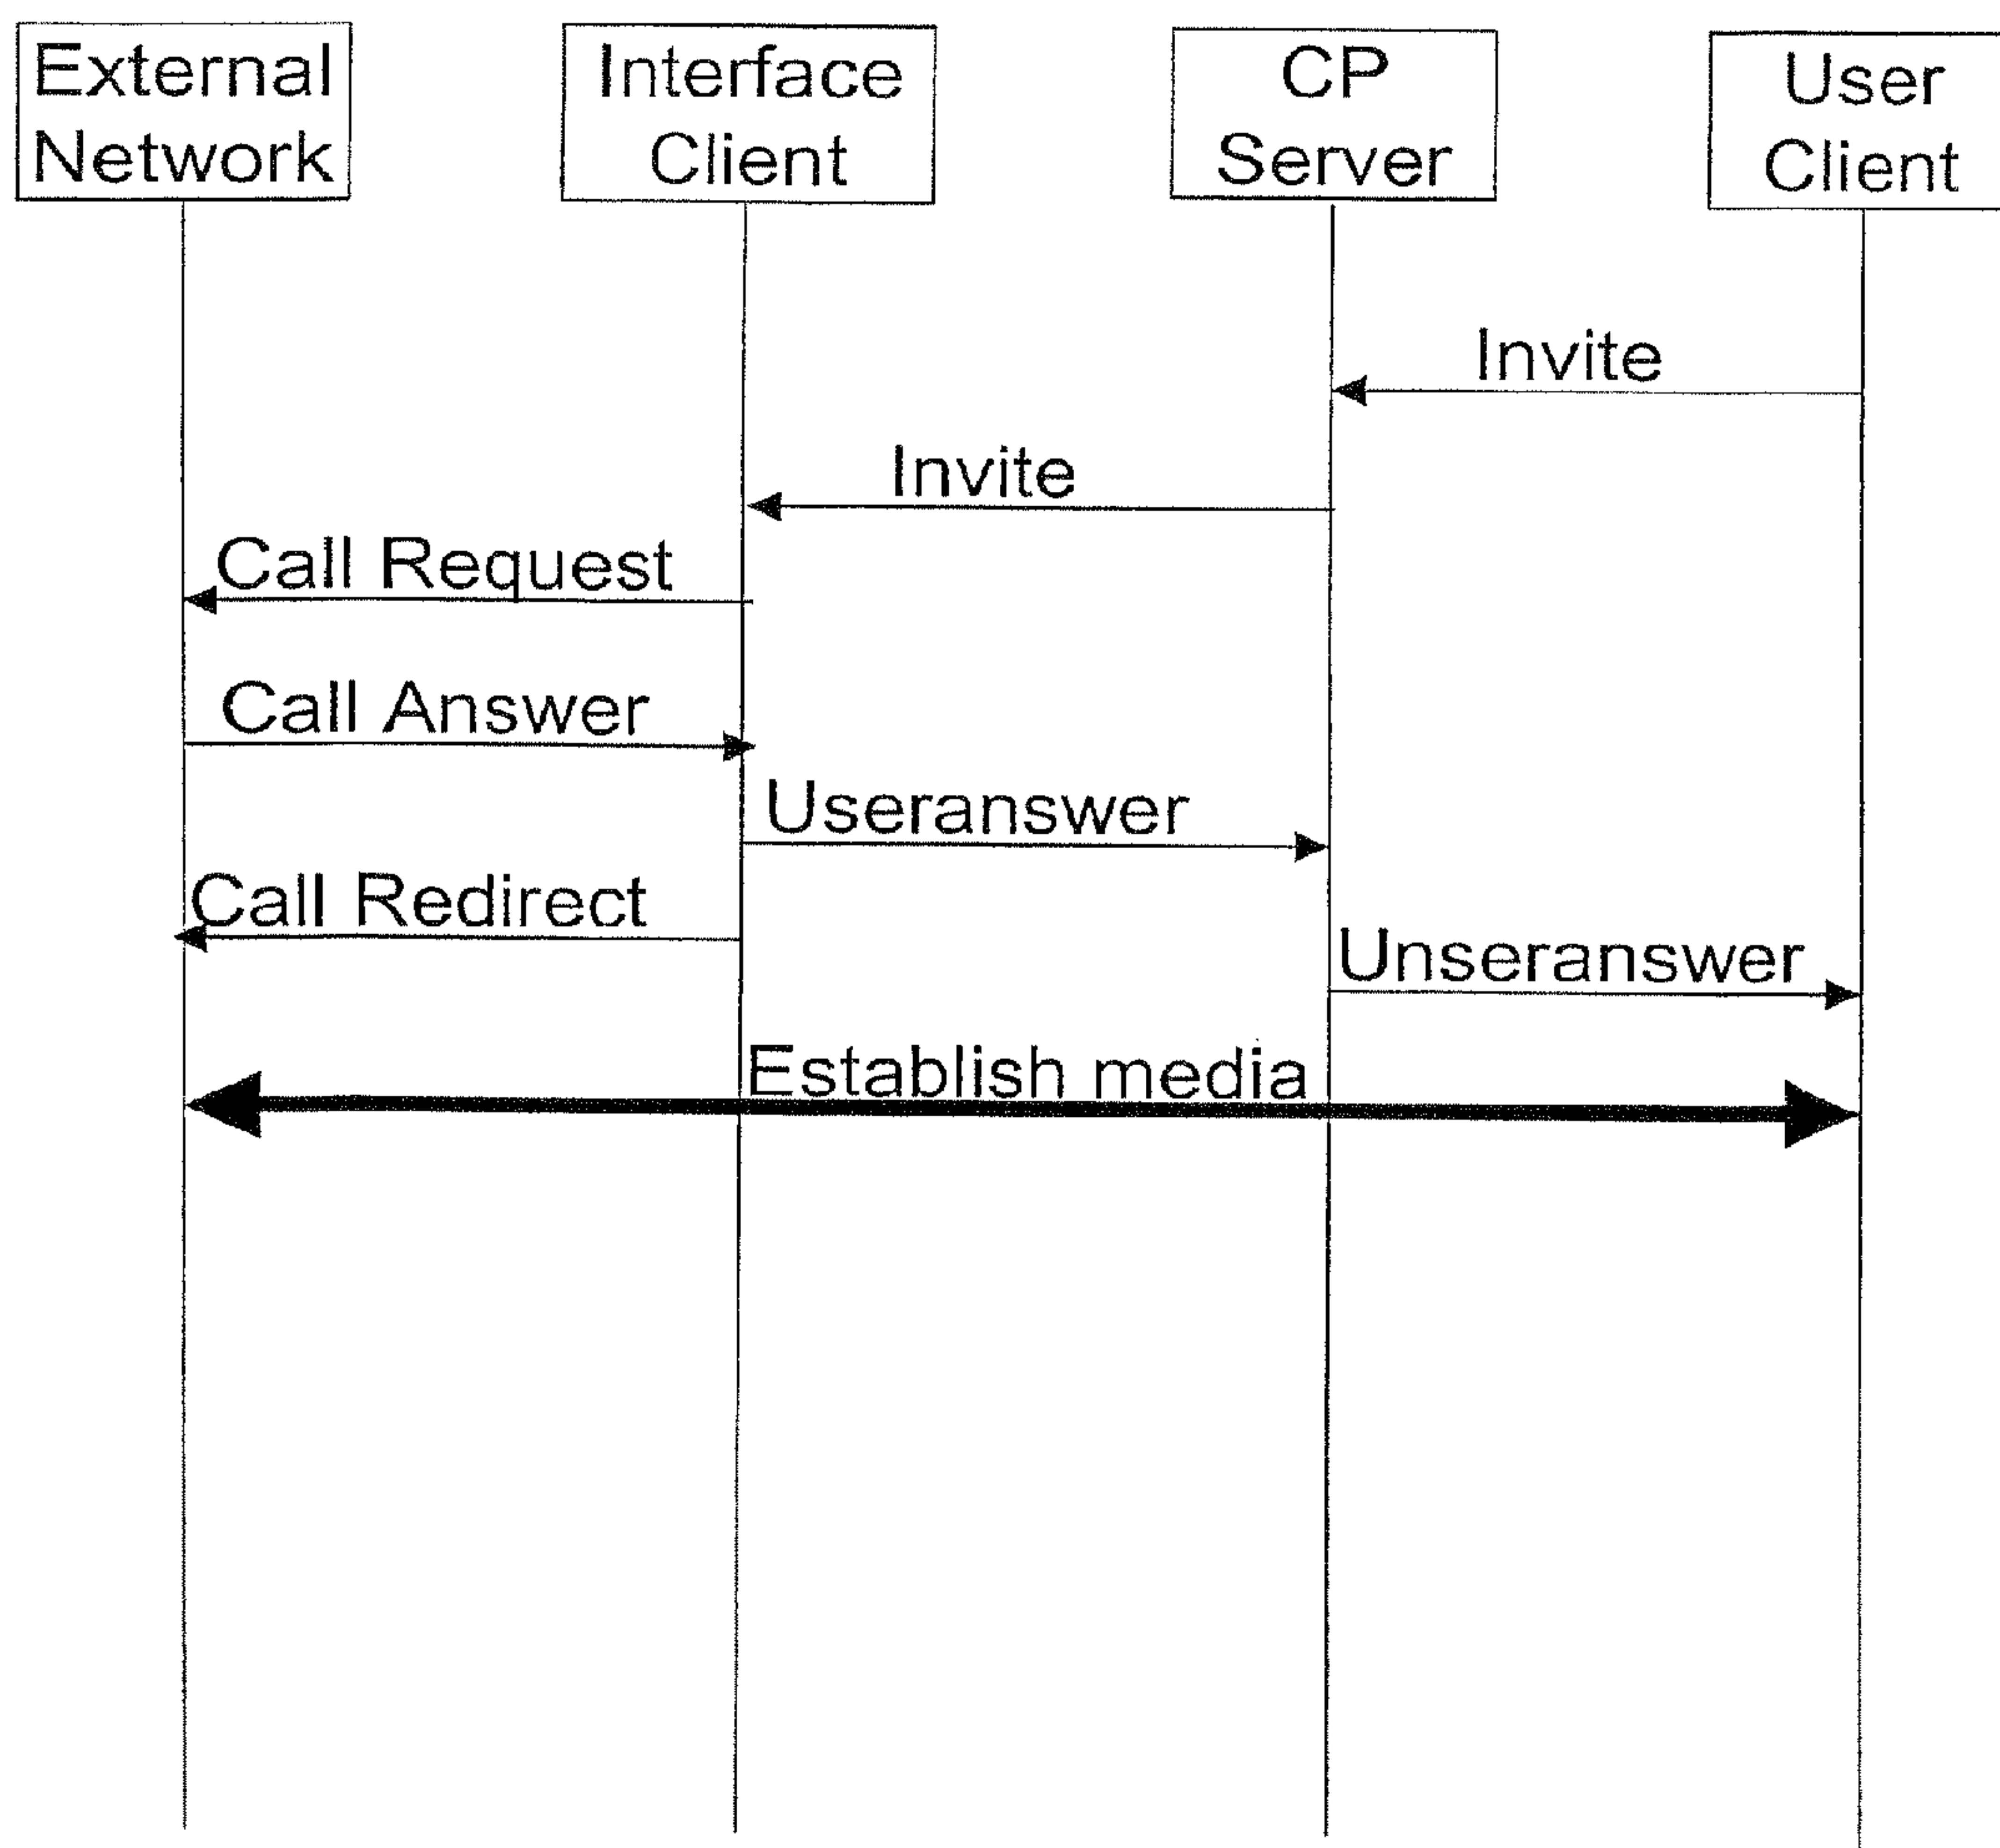 External
Network
Interface
Client
CP
Server
User
Client
Invite
Invite
Call Request
Call Answer
Useranswer
Call Redirect
Unseranswer
Establish media